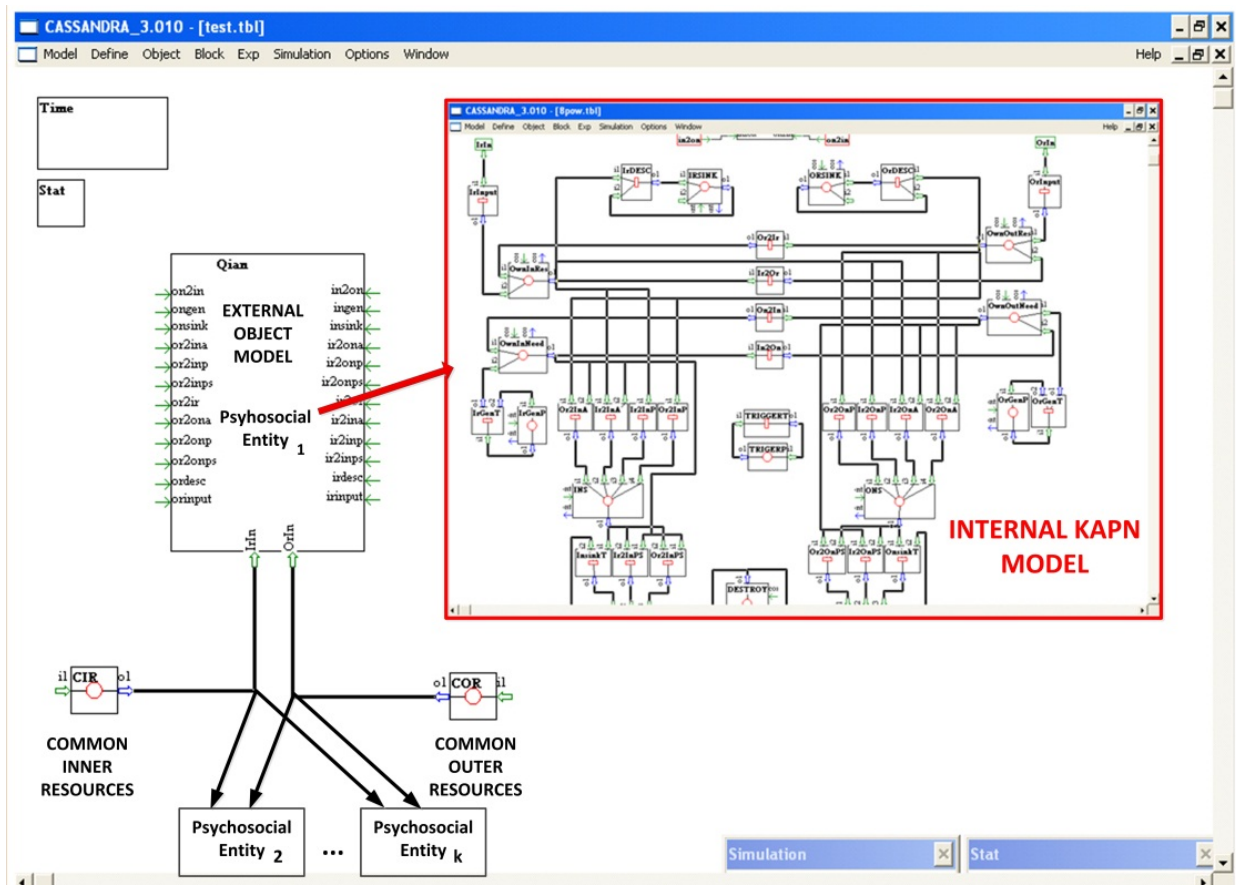 CASSANDRA_3.010 - [test.tbl]
Model Define Object Block Exp Simulation Options Window Help
Time
Stat
Qian
EXTERNAL
OBJECT
MODEL
Psyhosocial
Entity 1
on2in
ongen
onsink
or2ina
or2inp
or2inps
or2ir
or2ona
or2onp
or2onps
ordesc
orinput
in2on
ingen
insink
ir2ona
ir2onp
ir2onps
ir2ina
ir2inp
ir2inps
irdesc
irinput
IrIn
OrIn
CASSANDRA_3.010 - [8pow.tbl]
Model Define Object Block Exp Simulation Options Window Help
in2on
on2in
IrIn
OrIn
IrDESC
IRSINK
ORSINK
OrDESC
IrInput
OrInput
Or2Ir
OwnOutRes
OwnInRes
Ir2Or
On2In
OwnOutNeed
OwnInNeed
In2On
IrGenT
IrGenP
Or2InA
Ir2InA
Ir2InP
Or2InP
TRIGGERT
TRIGERP
Or2OnP
Ir2OnP
Ir2OnA
Or2OnA
OrGenP
OrGenT
INS
ONS
InsinkT
Ir2InPS
Or2InPS
Or2OnPS
Ir2OnPS
OnsinkT
DESTROY
INTERNAL KAPN
MODEL
i1 CIR o1
o1 COR i1
COMMON
INNER
RESOURCES
COMMON
OUTER
RESOURCES
Psychosocial
Entity 2
...
Psychosocial
Entity k
Simulation
Stat